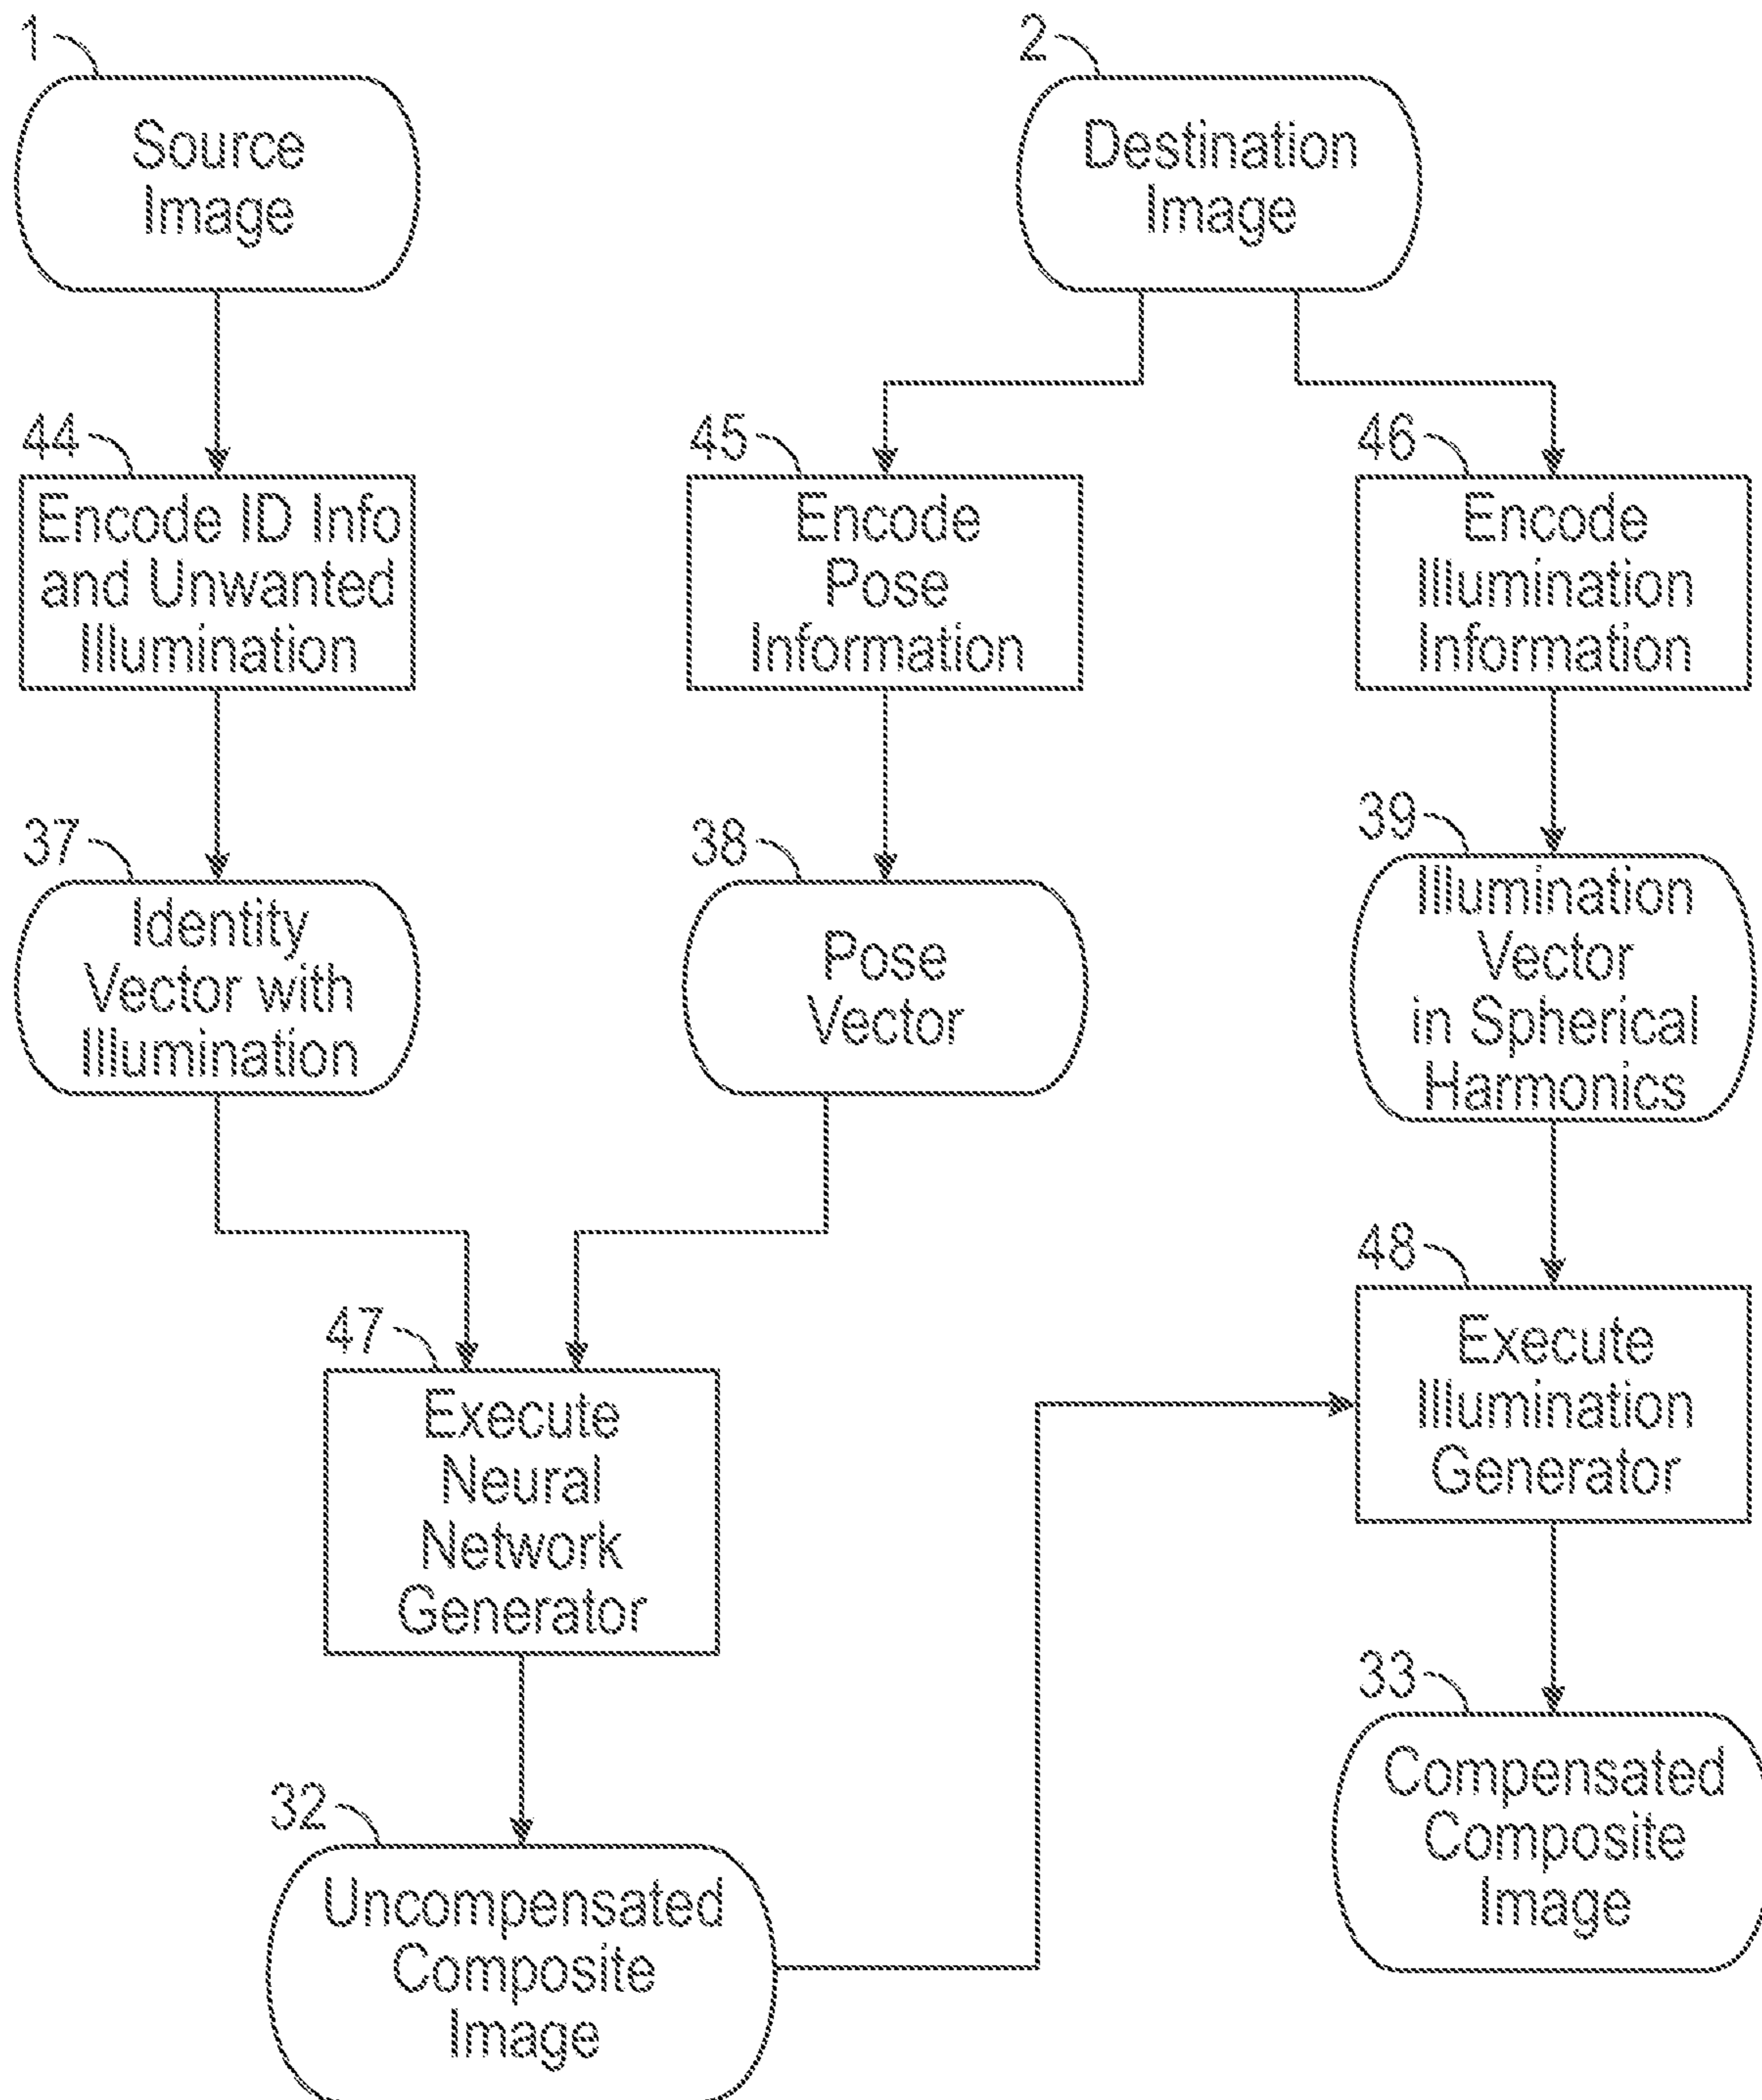 1
Source
Image
2
Destination
Image
44
Encode ID Info
and Unwanted
Illumination
45
Encode
Pose
Information
46
Encode
Illumination
Information
37
Identity
Vector with
Illumination
38
Pose
Vector
39
Illumination
Vector
in Spherical
Harmonics
47
Execute
Neural
Network
Generator
48
Execute
Illumination
Generator
32
Uncompensated
Composite
Image
33
Compensated
Composite
Image